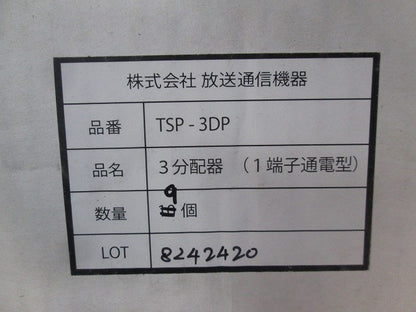 株式会社 放送通信機器
品番 TSP - 3DP
品名 3分配器 (1端子通電型)
数量 9個
LOT 8242420